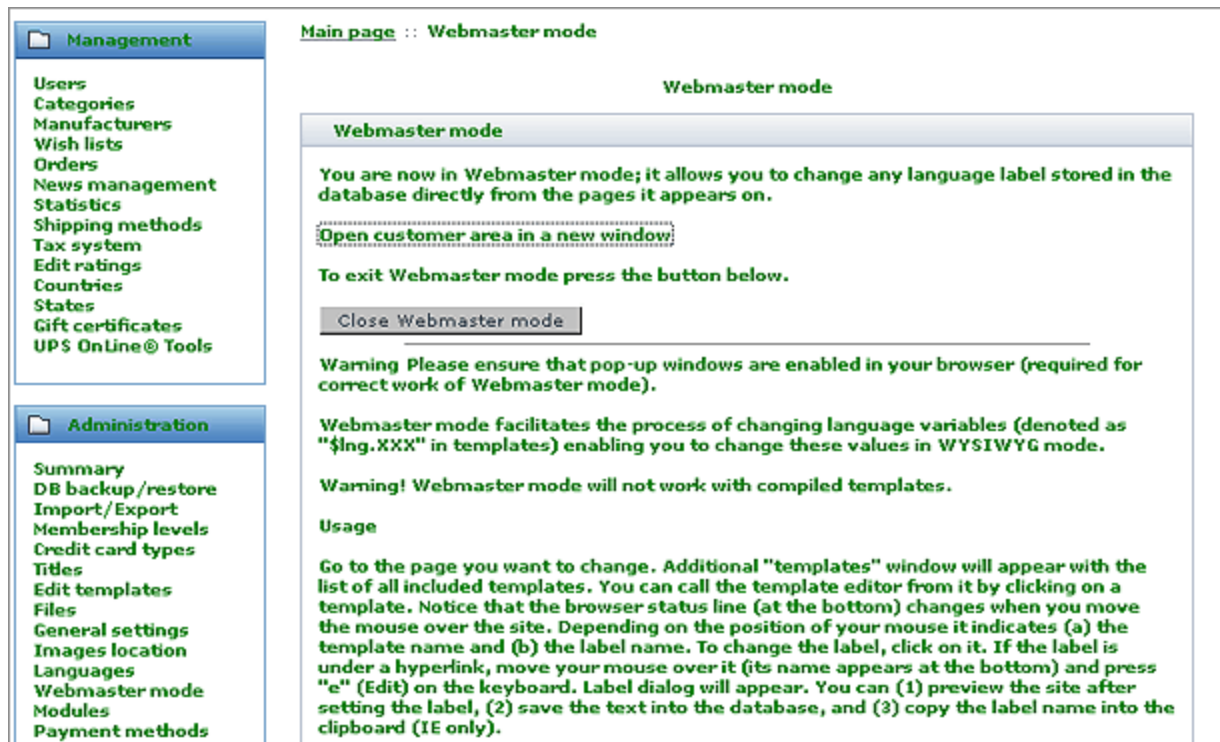 Management
Users
Categories
Manufacturers
Wish lists
Orders
News management
Statistics
Shipping methods
Tax system
Edit ratings
Countries
States
Gift certificates
UPS OnLine® Tools
Administration
Summary
DB backup/restore
Import/Export
Membership levels
Credit card types
Titles
Edit templates
Files
General settings
Images location
Languages
Webmaster mode
Modules
Payment methods
Main page :: Webmaster mode
Webmaster mode
Webmaster mode
You are now in Webmaster mode; it allows you to change any language label stored in the
database directly from the pages it appears on.
Open customer area in a new window
To exit Webmaster mode press the button below.
Close Webmaster mode
Warning Please ensure that pop-up windows are enabled in your browser (required for
correct work of Webmaster mode).
Webmaster mode facilitates the process of changing language variables (denoted as
"$lng.XXX" in templates) enabling you to change these values in WYSIWYG mode.
Warning! Webmaster mode will not work with compiled templates.
Usage
Go to the page you want to change. Additional "templates" window will appear with the
list of all included templates. You can call the template editor from it by clicking on a
template. Notice that the browser status line (at the bottom) changes when you move
the mouse over the site. Depending on the position of your mouse it indicates (a) the
template name and (b) the label name. To change the label, click on it. If the label is
under a hyperlink, move your mouse over it (its name appears at the bottom) and press
"e" (Edit) on the keyboard. Label dialog will appear. You can (1) preview the site after
setting the label, (2) save the text into the database, and (3) copy the label name into the
clipboard (IE only).